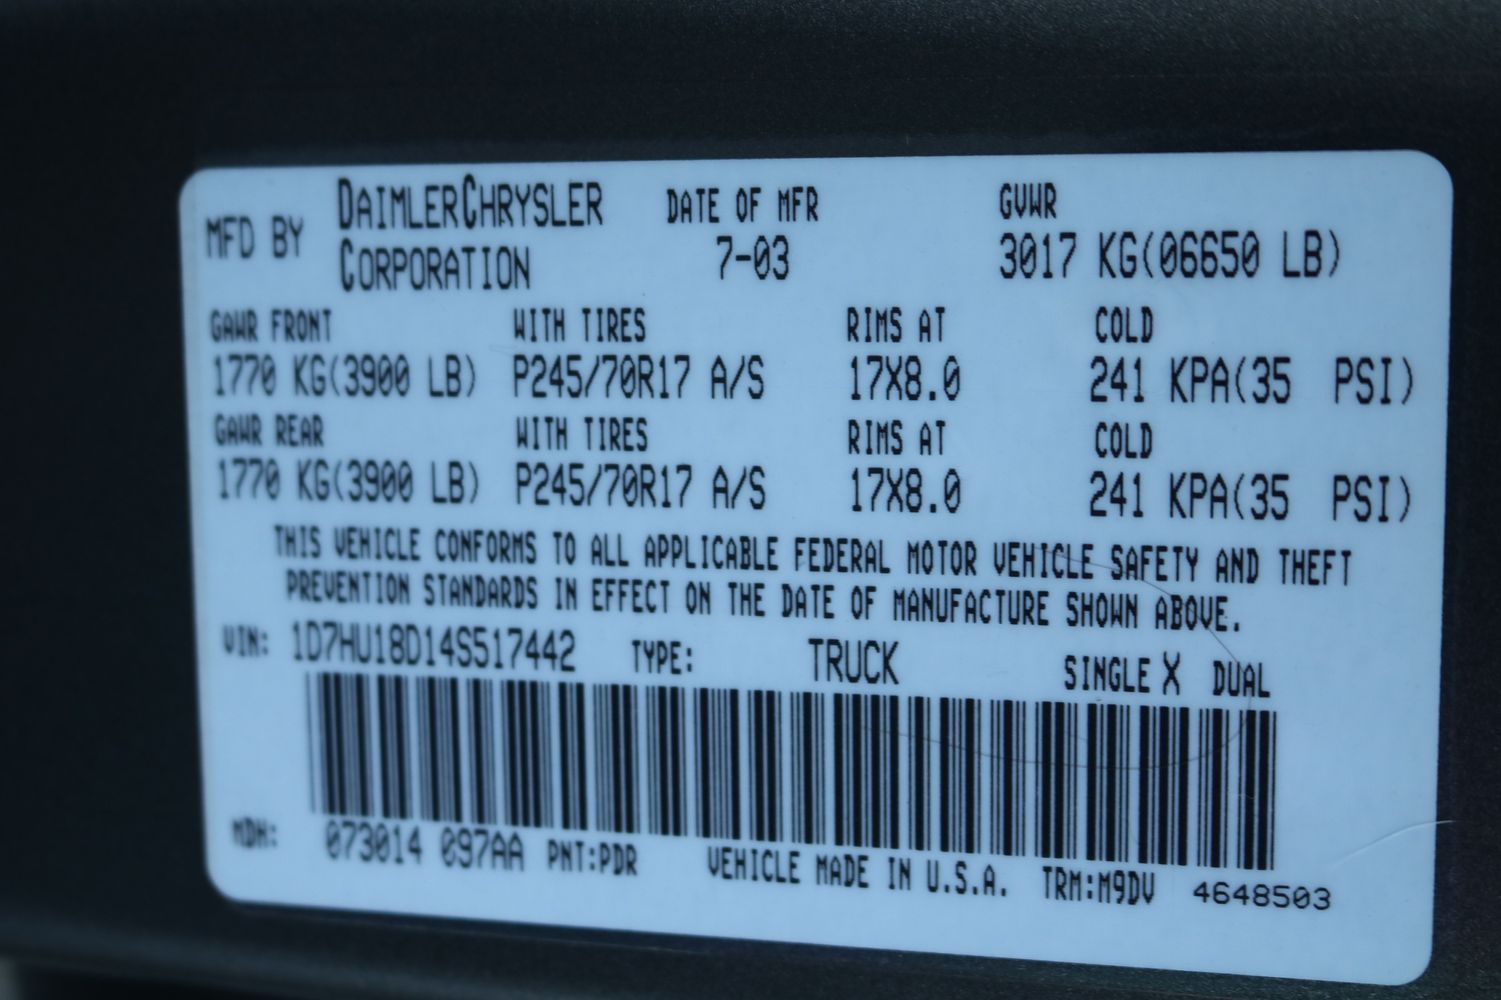 MFD BY DAIMLERCHRYSLER CORPORATION DATE OF MFR 7-03 GVWR 3017 KG(06650 LB)
GAWR FRONT WITH TIRES RIMS AT COLD
1770 KG(3900 LB) P245/70R17 A/S 17X8.0 241 KPA(35 PSI)
GAWR REAR WITH TIRES RIMS AT COLD
1770 KG(3900 LB) P245/70R17 A/S 17X8.0 241 KPA(35 PSI)
THIS VEHICLE CONFORMS TO ALL APPLICABLE FEDERAL MOTOR VEHICLE SAFETY AND THEFT
PREVENTION STANDARDS IN EFFECT ON THE DATE OF MANUFACTURE SHOWN ABOVE.
VIN: 1D7HU18D14S517442 TYPE: TRUCK SINGLE X DUAL
MDH: 073014 097AA PNT:PDR VEHICLE MADE IN U.S.A. TRM:M9DV 4648503